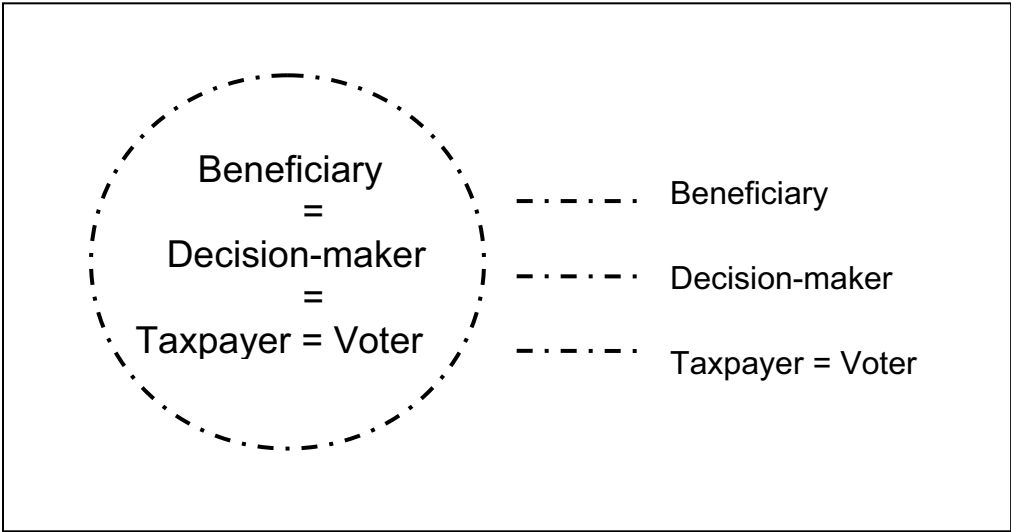 Beneficiary
=
Decision-maker
=
Taxpayer = Voter
Beneficiary
Decision-maker
Taxpayer = Voter